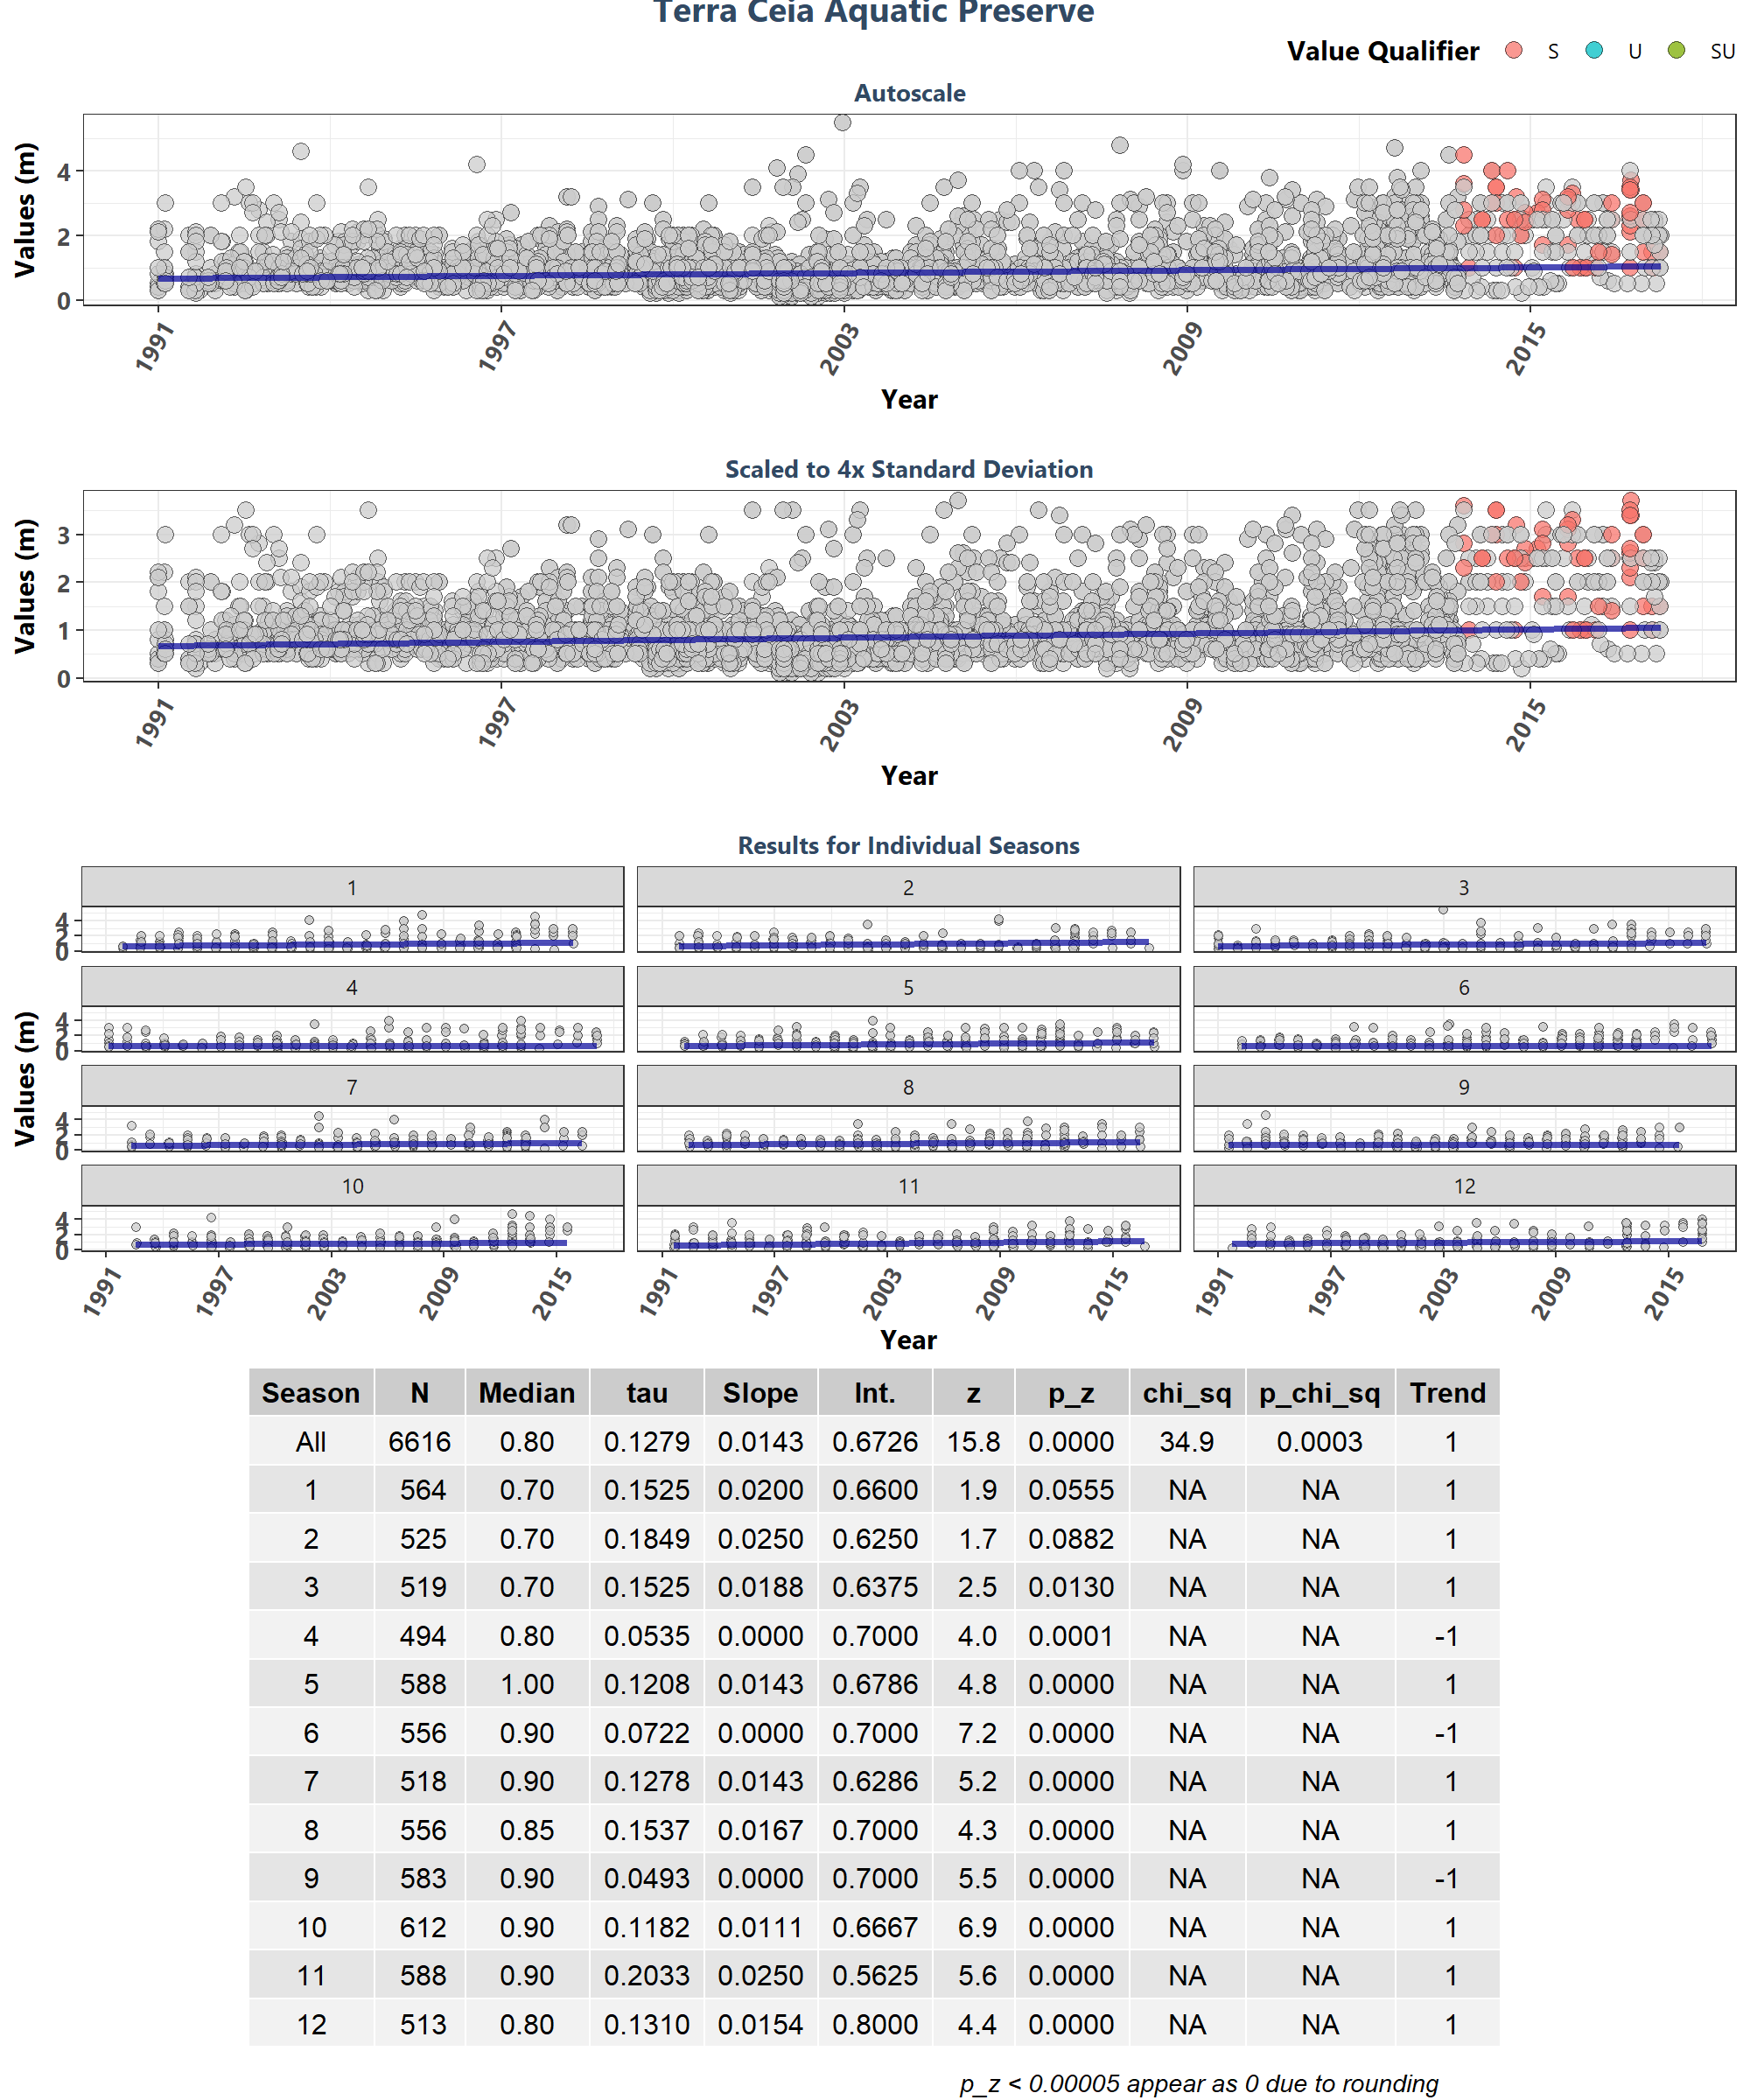 Terra Ceia Aquatic Preserve
Value Qualifier S U SU
Autoscale
Values (m)
4
2
0
1991 1997 2003 2009 2015
Year
Scaled to 4x Standard Deviation
Values (m)
3
2
1
0
1991 1997 2003 2009 2015
Year
Results for Individual Seasons
Values (m)
1 2 3
4
2
0
4 5 6
4
2
0
7 8 9
4
2
0
10 11 12
4
2
0
1991 1997 2003 2009 2015 1991 1997 2003 2009 2015 1991 1997 2003 2009 2015
Year
Season N Median tau Slope Int. z p_z chi_sq p_chi_sq Trend
All 6616 0.80 0.1279 0.0143 0.6726 15.8 0.0000 34.9 0.0003 1
1 564 0.70 0.1525 0.0200 0.6600 1.9 0.0555 NA NA 1
2 525 0.70 0.1849 0.0250 0.6250 1.7 0.0882 NA NA 1
3 519 0.70 0.1525 0.0188 0.6375 2.5 0.0130 NA NA 1
4 494 0.80 0.0535 0.0000 0.7000 4.0 0.0001 NA NA -1
5 588 1.00 0.1208 0.0143 0.6786 4.8 0.0000 NA NA 1
6 556 0.90 0.0722 0.0000 0.7000 7.2 0.0000 NA NA -1
7 518 0.90 0.1278 0.0143 0.6286 5.2 0.0000 NA NA 1
8 556 0.85 0.1537 0.0167 0.7000 4.3 0.0000 NA NA 1
9 583 0.90 0.0493 0.0000 0.7000 5.5 0.0000 NA NA -1
10 612 0.90 0.1182 0.0111 0.6667 6.9 0.0000 NA NA 1
11 588 0.90 0.2033 0.0250 0.5625 5.6 0.0000 NA NA 1
12 513 0.80 0.1310 0.0154 0.8000 4.4 0.0000 NA NA 1
p_z < 0.00005 appear as 0 due to rounding